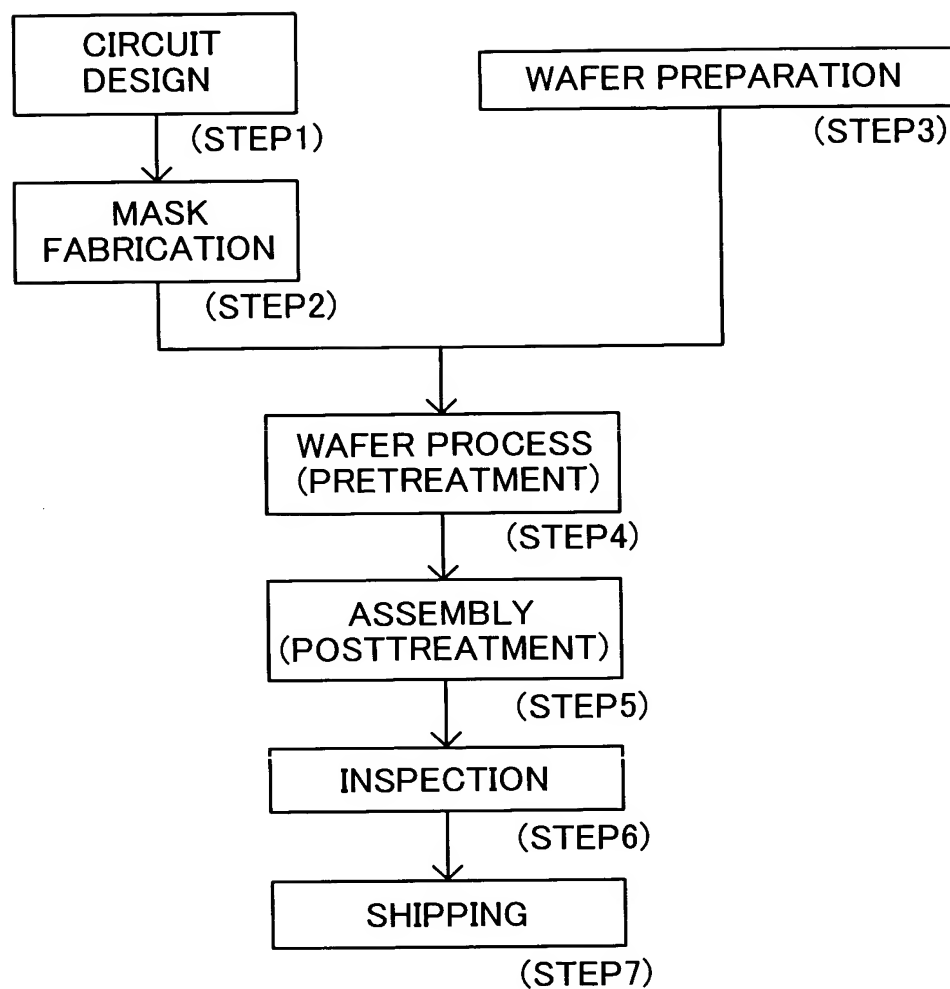 CIRCUIT
DESIGN
(STEP1)
WAFER PREPARATION
(STEP3)
MASK
FABRICATION
(STEP2)
WAFER PROCESS
(PRETREATMENT)
(STEP4)
ASSEMBLY
(POSTTREATMENT)
(STEP5)
INSPECTION
(STEP6)
SHIPPING
(STEP7)